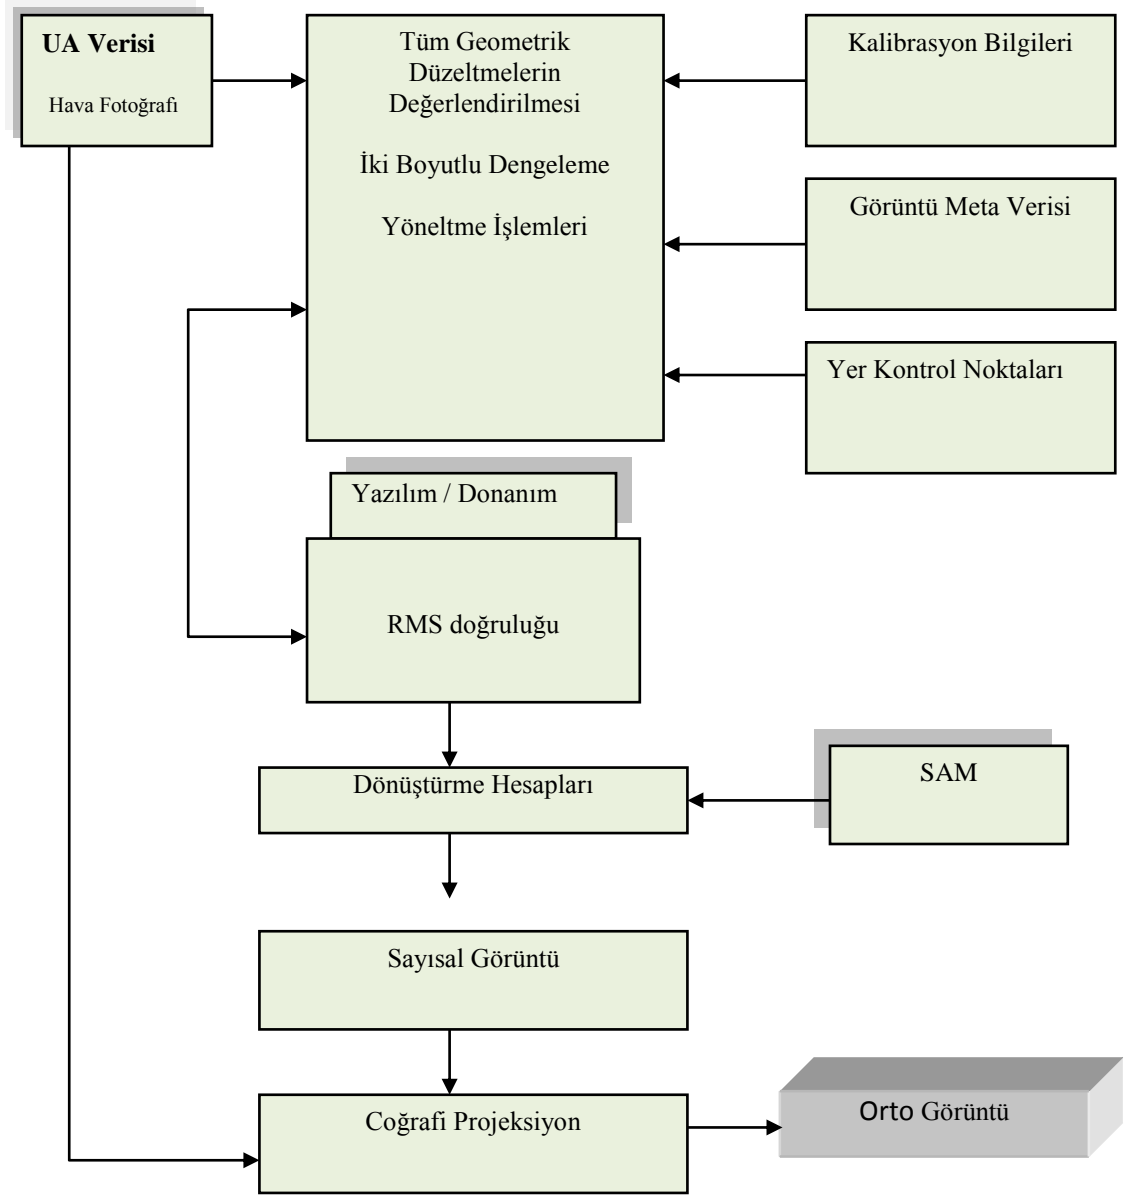 UA Verisi
Hava Fotoğrafı
Tüm Geometrik
Düzeltmelerin
Değerlendirilmesi
İki Boyutlu Dengeleme
Yöneltme İşlemleri
Kalibrasyon Bilgileri
Görüntü Meta Verisi
Yer Kontrol Noktaları
Yazılım / Donanım
RMS doğruluğu
Dönüştürme Hesapları
SAM
Sayısal Görüntü
Coğrafi Projeksiyon
Orto Görüntü